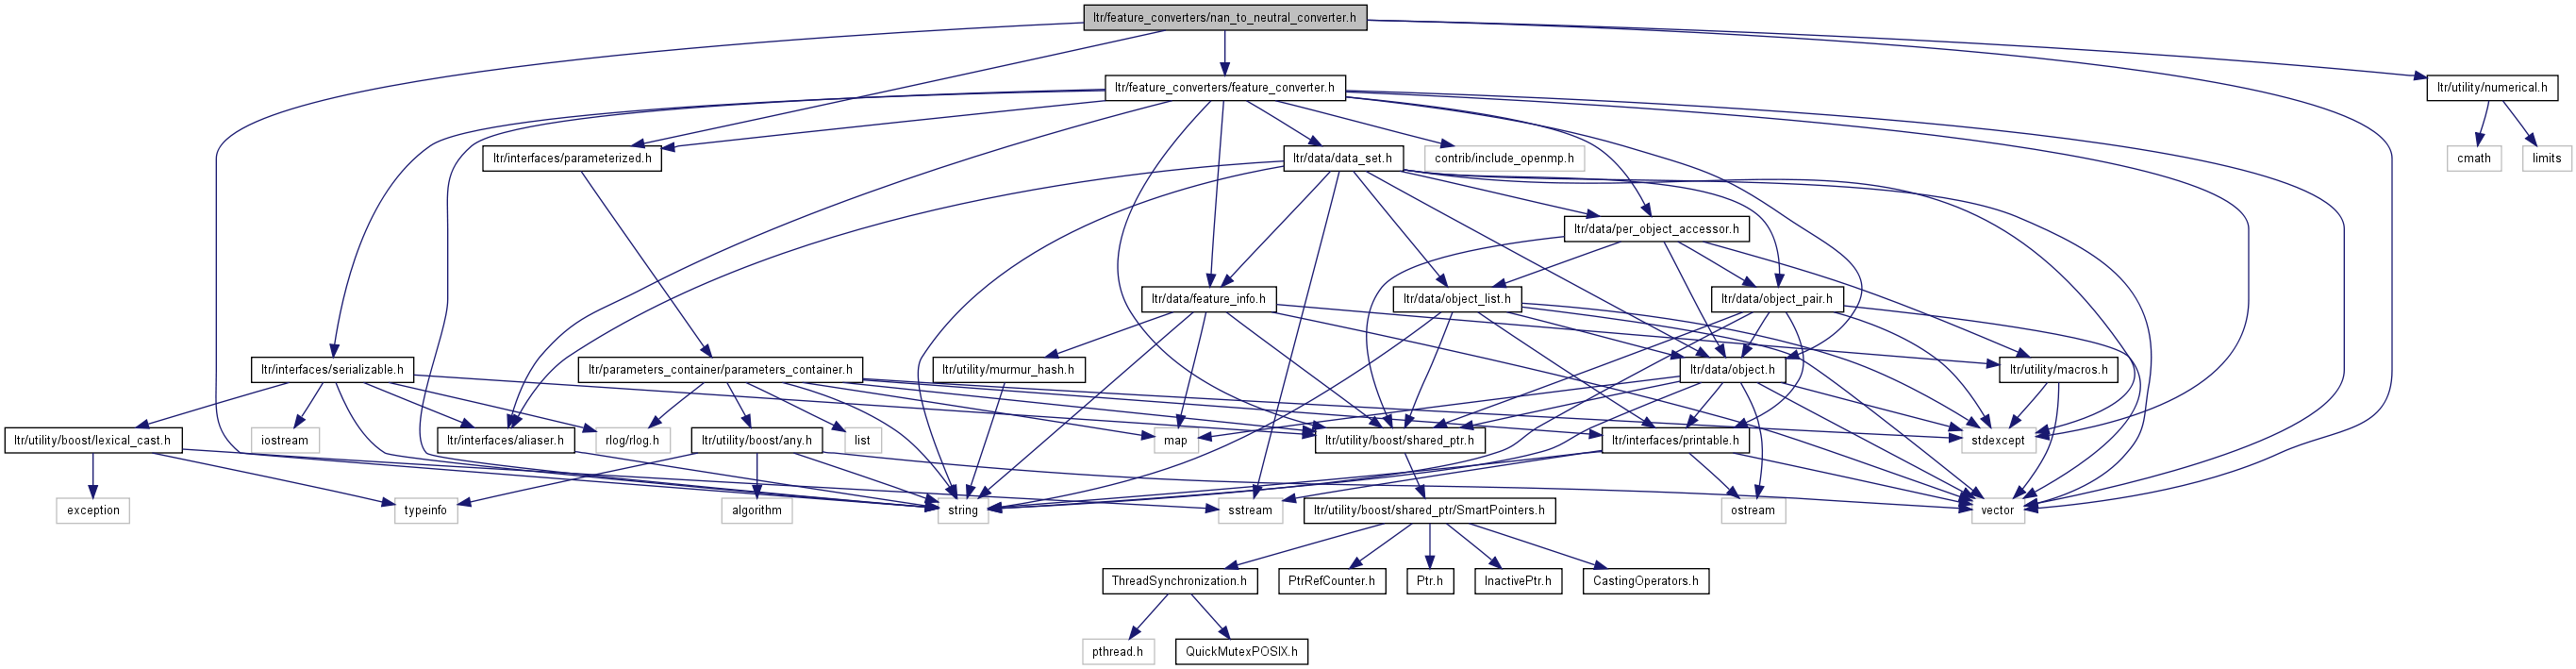 ltr/feature_converters/nan_to_neutral_converter.h
ltr/feature_converters/feature_converter.h
ltr/utility/numerical.h
ltr/interfaces/parameterized.h
ltr/data/data_set.h
contrib/include_openmp.h
cmath
limits
ltr/data/per_object_accessor.h
ltr/data/feature_info.h
ltr/data/object_list.h
ltr/data/object_pair.h
ltr/interfaces/serializable.h
ltr/parameters_container/parameters_container.h
ltr/utility/murmur_hash.h
ltr/data/object.h
ltr/utility/macros.h
ltr/utility/boost/lexical_cast.h
iostream
ltr/interfaces/aliaser.h
rlog/rlog.h
ltr/utility/boost/any.h
list
map
ltr/utility/boost/shared_ptr.h
ltr/interfaces/printable.h
stdexcept
exception
typeinfo
algorithm
string
sstream
ltr/utility/boost/shared_ptr/SmartPointers.h
ostream
vector
ThreadSynchronization.h
PtrRefCounter.h
Ptr.h
InactivePtr.h
CastingOperators.h
pthread.h
QuickMutexPOSIX.h